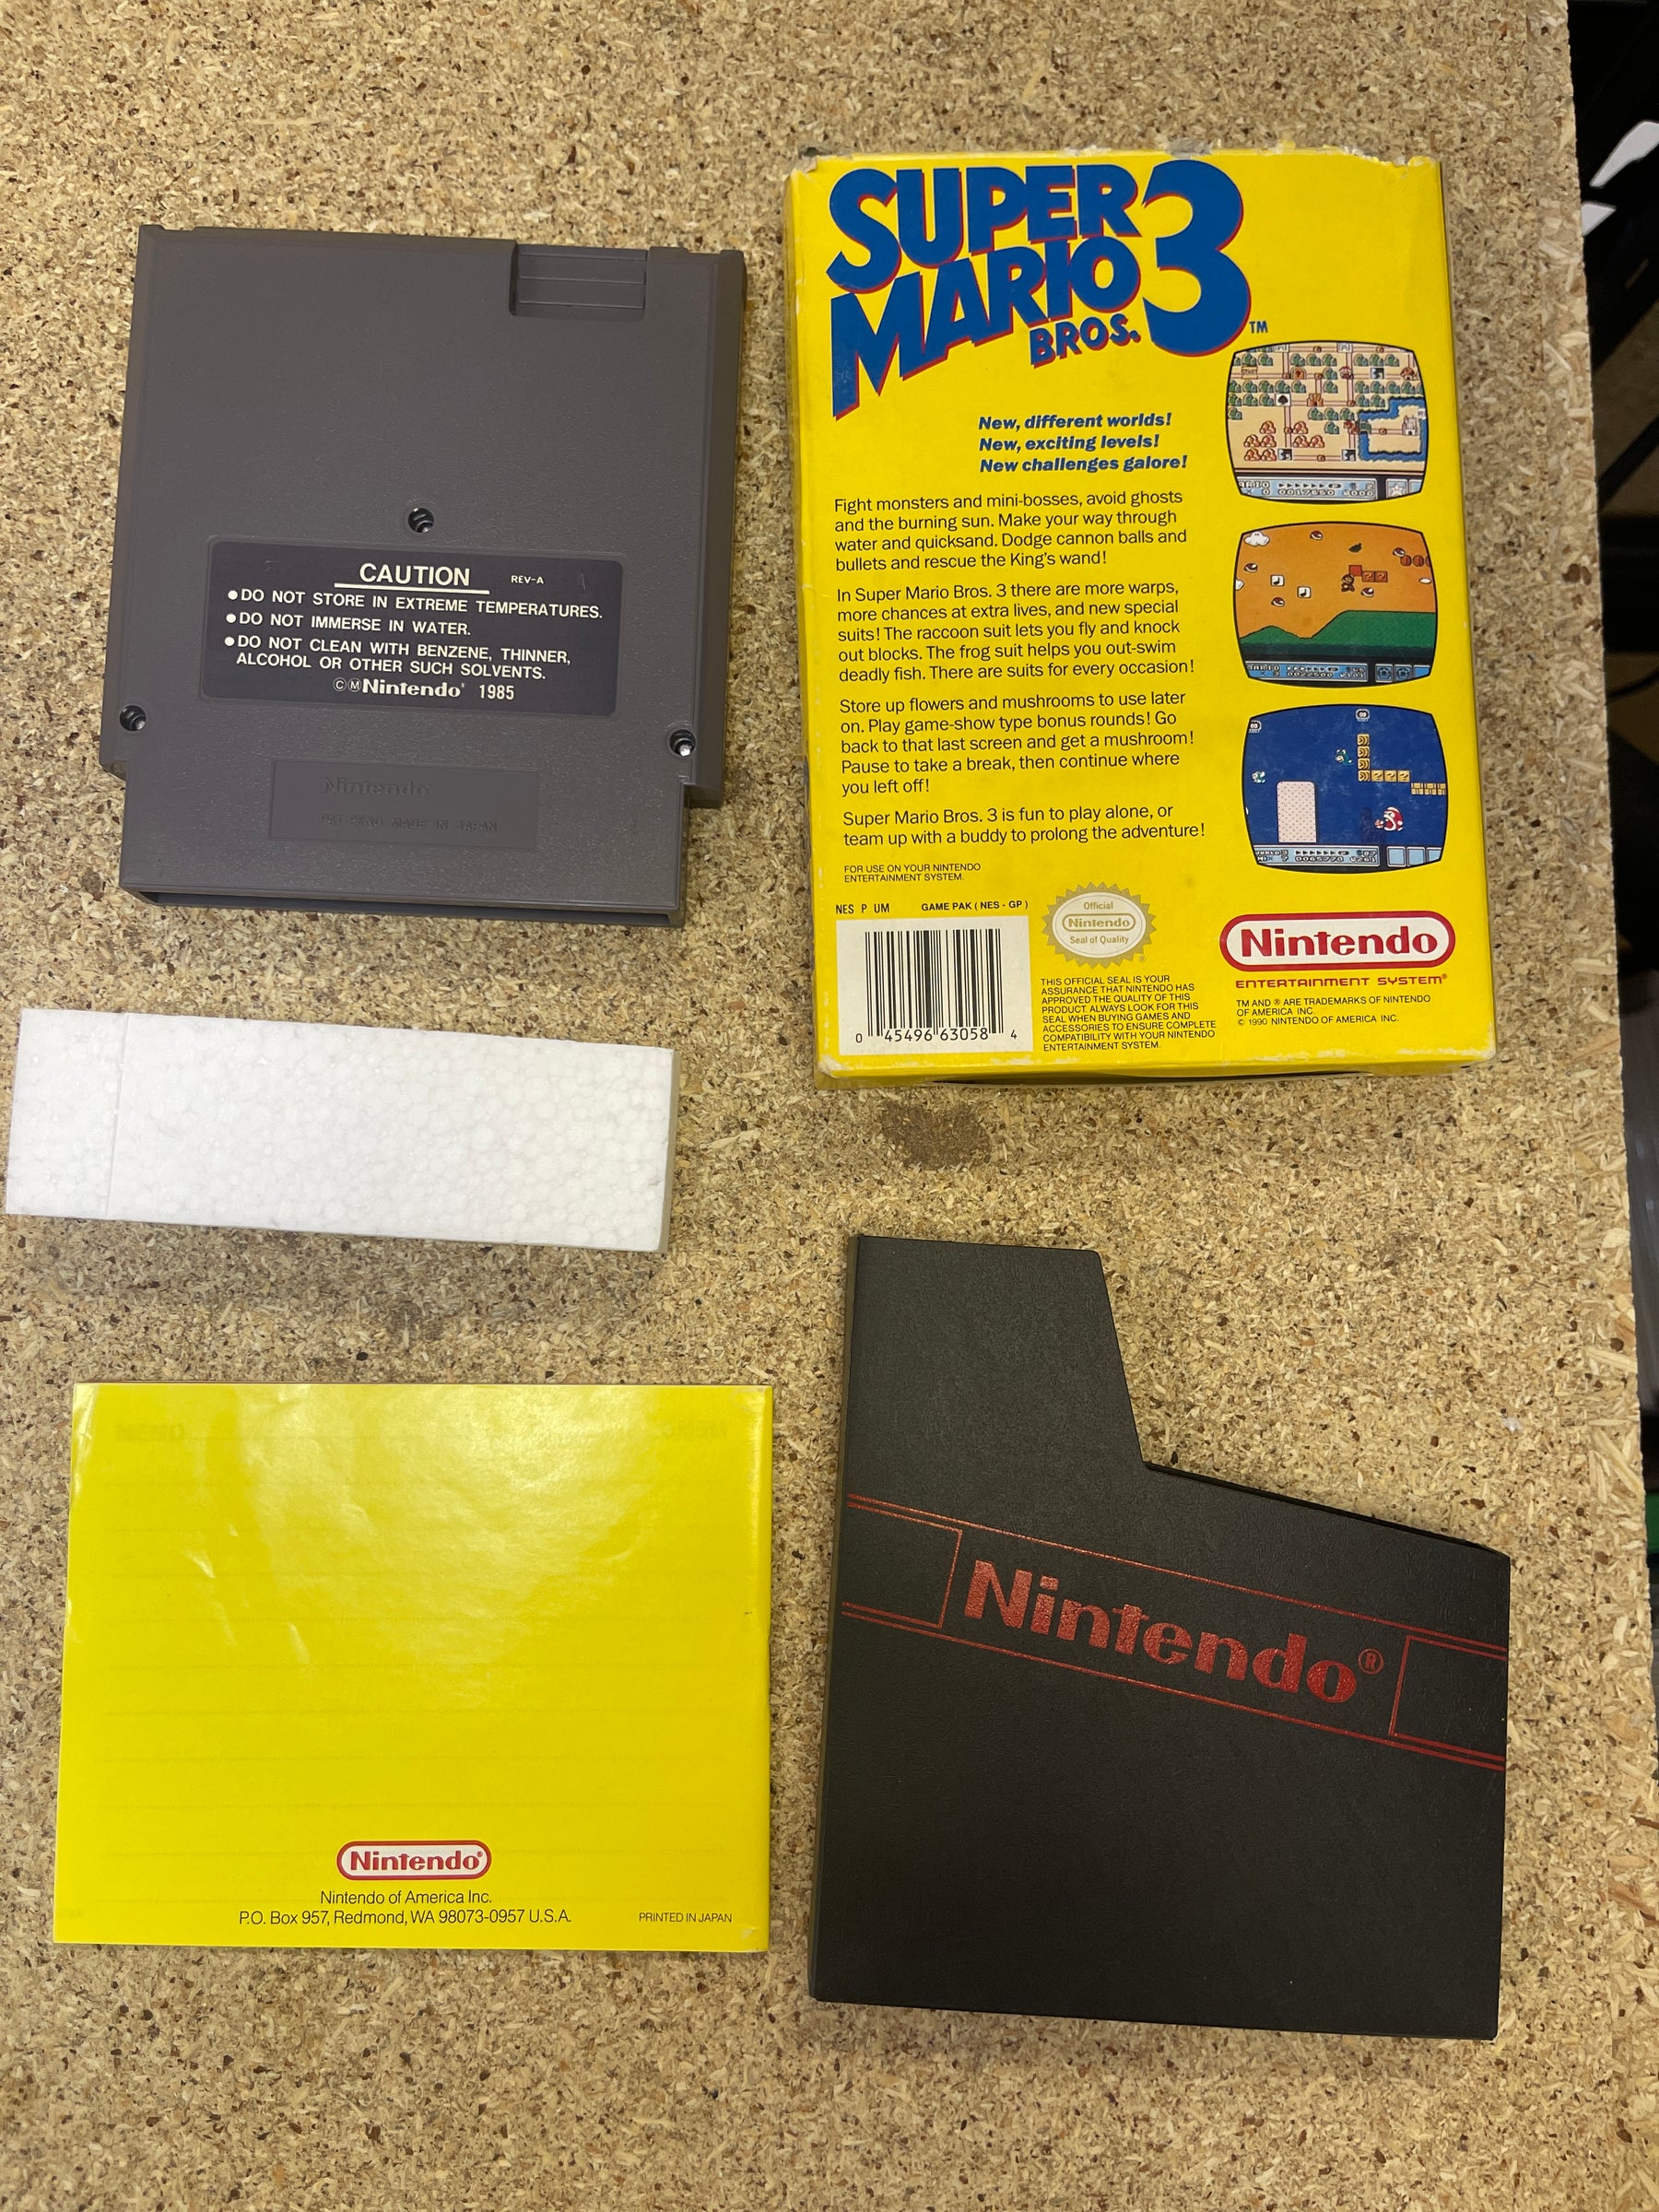 CAUTION REV-A
●DO NOT STORE IN EXTREME TEMPERATURES.
●DO NOT IMMERSE IN WATER.
●DO NOT CLEAN WITH BENZENE, THINNER,
ALCOHOL OR OTHER SUCH SOLVENTS.
©ⓂNintendo® 1985
Nintendo
PAT PEND MADE IN JAPAN
SUPER
MARIO
BROS. 3™
New, different worlds!
New, exciting levels!
New challenges galore!
Fight monsters and mini-bosses, avoid ghosts
and the burning sun. Make your way through
water and quicksand. Dodge cannon balls and
bullets and rescue the King's wand!
In Super Mario Bros. 3 there are more warps,
more chances at extra lives, and new special
suits! The raccoon suit lets you fly and knock
out blocks. The frog suit helps you out-swim
deadly fish. There are suits for every occasion!
Store up flowers and mushrooms to use later
on. Play game-show type bonus rounds! Go
back to that last screen and get a mushroom!
Pause to take a break, then continue where
you left off!
Super Mario Bros. 3 is fun to play alone, or
team up with a buddy to prolong the adventure!
FOR USE ON YOUR NINTENDO
ENTERTAINMENT SYSTEM.
NES P UM GAME PAK ( NES - GP )
0 45496 63058 4
Official
Nintendo
Seal of Quality
®
THIS OFFICIAL SEAL IS YOUR
ASSURANCE THAT NINTENDO HAS
APPROVED THE QUALITY OF THIS
PRODUCT. ALWAYS LOOK FOR THIS
SEAL WHEN BUYING GAMES AND
ACCESSORIES TO ENSURE COMPLETE
COMPATIBILITY WITH YOUR NINTENDO
ENTERTAINMENT SYSTEM.
Nintendo
ENTERTAINMENT SYSTEM®
TM AND ® ARE TRADEMARKS OF NINTENDO
OF AMERICA INC.
© 1990 NINTENDO OF AMERICA INC.
Nintendo®
Nintendo of America Inc.
P.O. Box 957, Redmond, WA 98073-0957 U.S.A.
PRINTED IN JAPAN
Nintendo®